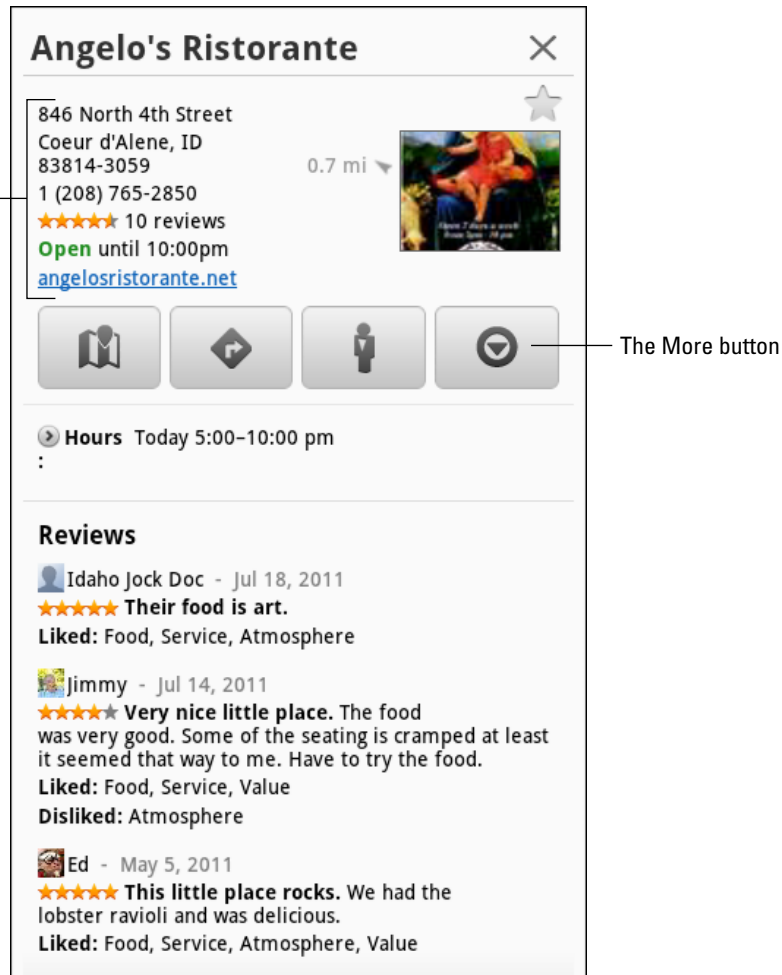 Angelo's Ristorante
846 North 4th Street
Coeur d'Alene, ID
83814-3059
0.7 mi
1 (208) 765-2850
10 reviews
Open until 10:00pm
angelosristorante.net
The More button
Hours Today 5:00–10:00 pm
:
Reviews
Idaho Jock Doc - Jul 18, 2011
Their food is art.
Liked: Food, Service, Atmosphere
Jimmy - Jul 14, 2011
Very nice little place. The food
was very good. Some of the seating is cramped at least
it seemed that way to me. Have to try the food.
Liked: Food, Service, Value
Disliked: Atmosphere
Ed - May 5, 2011
This little place rocks. We had the
lobster ravioli and was delicious.
Liked: Food, Service, Atmosphere, Value